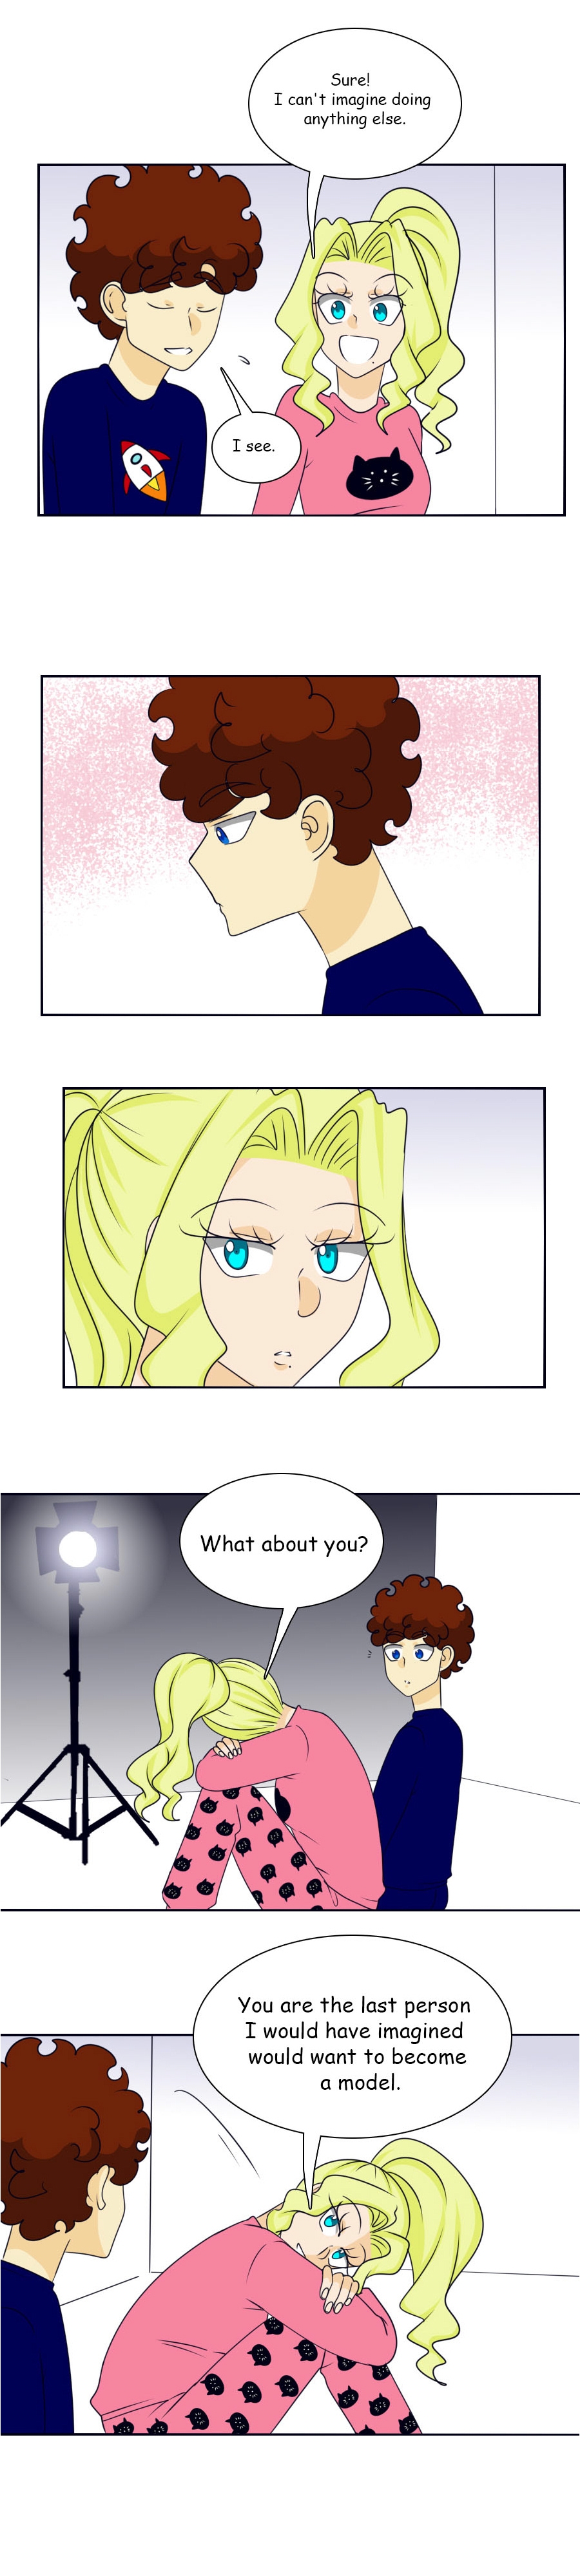 Sure!
I can't imagine doing
anything else.
I see.
What about you?
You are the last person
I would have imagined
would want to become
a model.